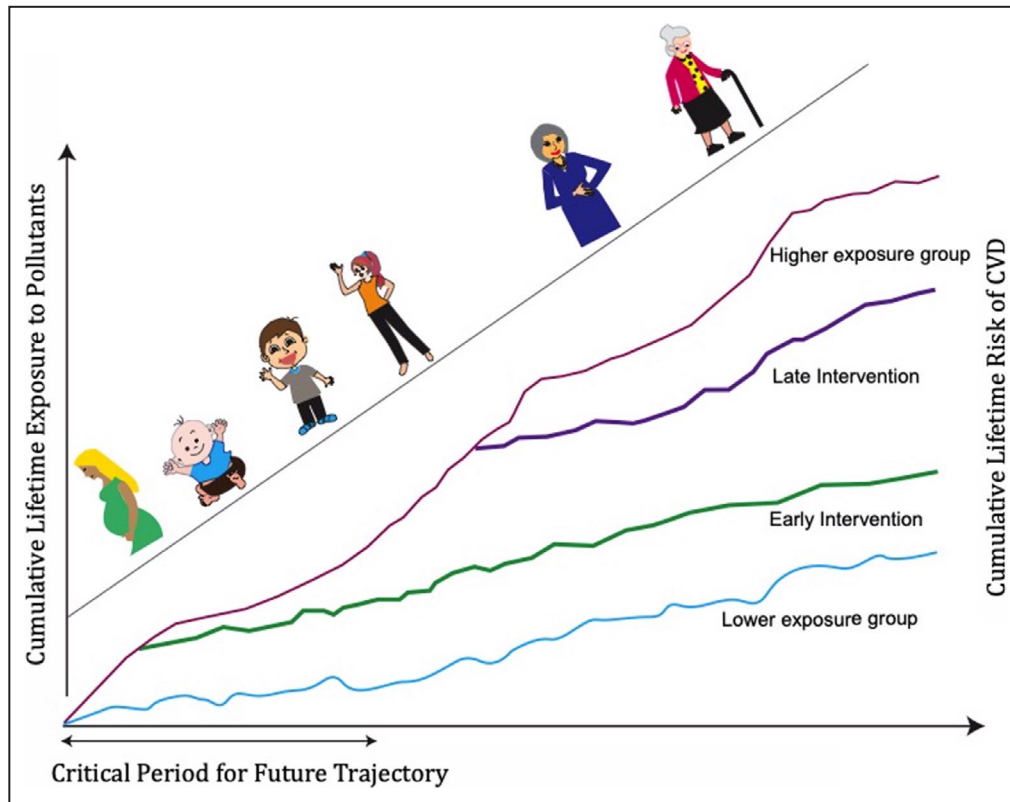 Cumulative Lifetime Exposure to Pollutants
Higher exposure group
Late Intervention
Early Intervention
Lower exposure group
Cumulative Lifetime Risk of CVD
Critical Period for Future Trajectory